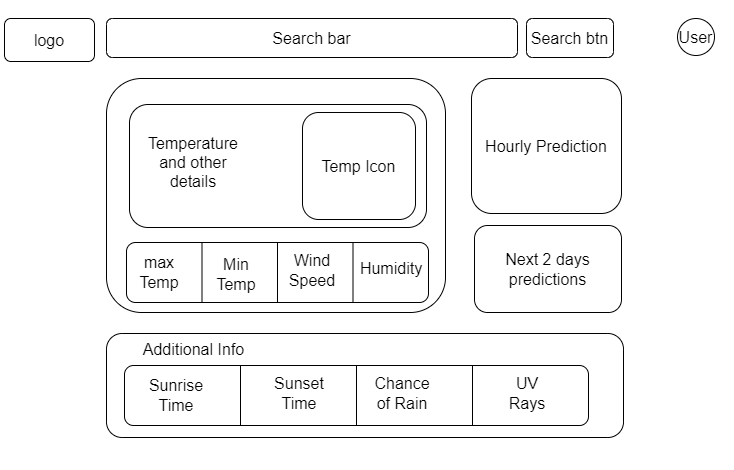 logo
Search bar
Search btn
User
Temperature
and other
details
Temp Icon
Hourly Prediction
max
Temp
Min
Temp
Wind
Speed
Humidity
Next 2 days
predictions
Additional Info
Sunrise
Time
Sunset
Time
Chance
of Rain
UV
Rays